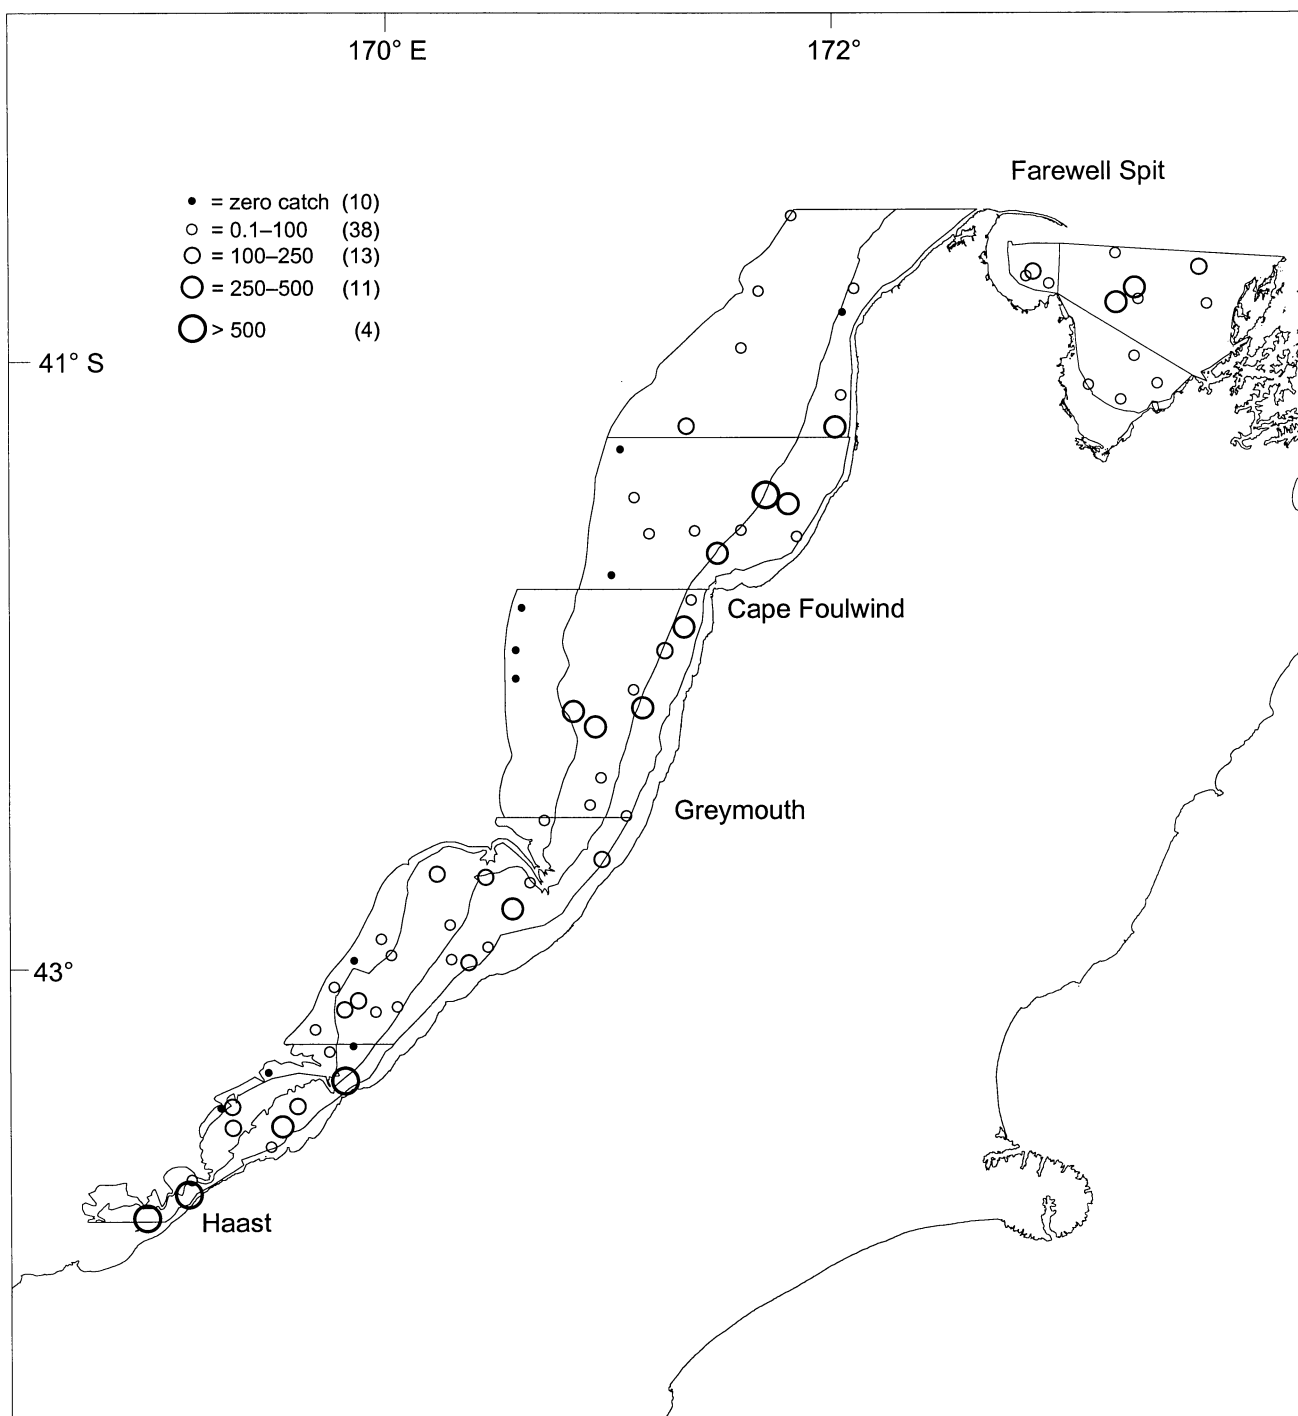 170° E
172°
Farewell Spit
= zero catch (10)
= 0.1–100 (38)
= 100–250 (13)
= 250–500 (11)
> 500 (4)
41° S
Cape Foulwind
Greymouth
43°
Haast